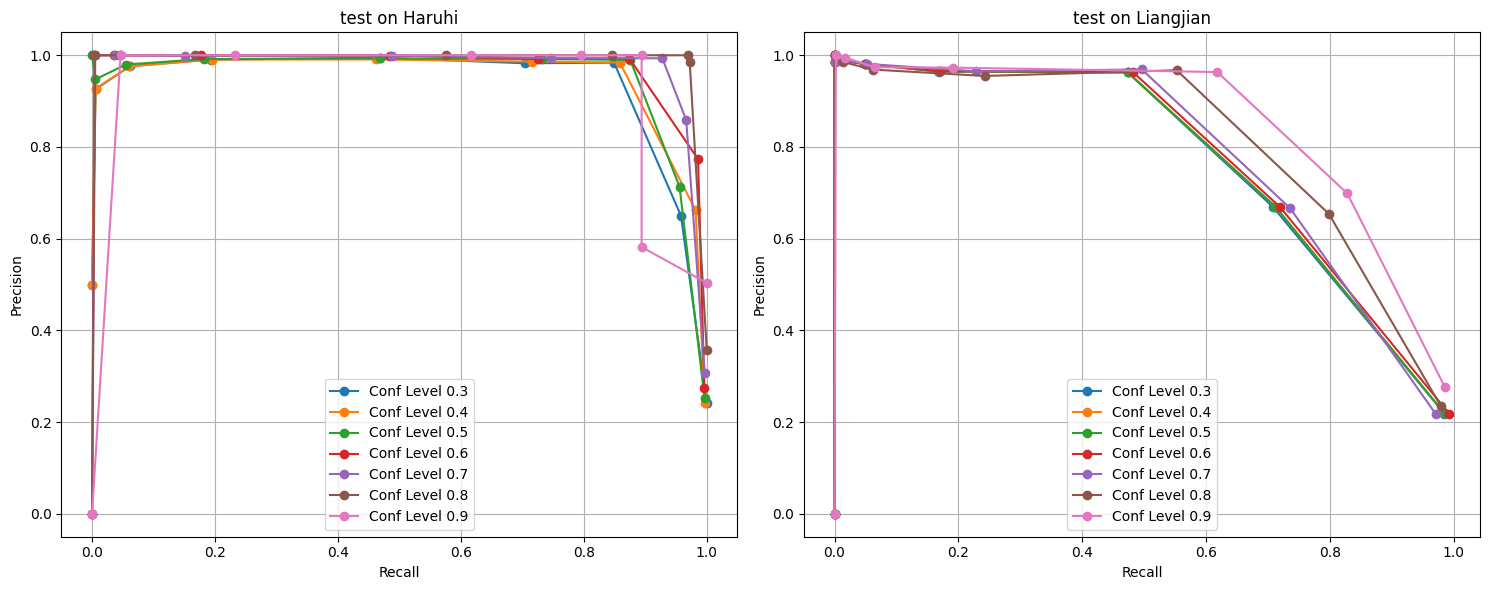 test on Haruhi
1.0
0.8
0.6
0.4
0.2
0.0
Precision
Conf Level 0.3
Conf Level 0.4
Conf Level 0.5
Conf Level 0.6
Conf Level 0.7
Conf Level 0.8
Conf Level 0.9
0.0 0.2 0.4 0.6 0.8 1.0
Recall
test on Liangjian
1.0
0.8
0.6
0.4
0.2
0.0
Precision
Conf Level 0.3
Conf Level 0.4
Conf Level 0.5
Conf Level 0.6
Conf Level 0.7
Conf Level 0.8
Conf Level 0.9
0.0 0.2 0.4 0.6 0.8 1.0
Recall